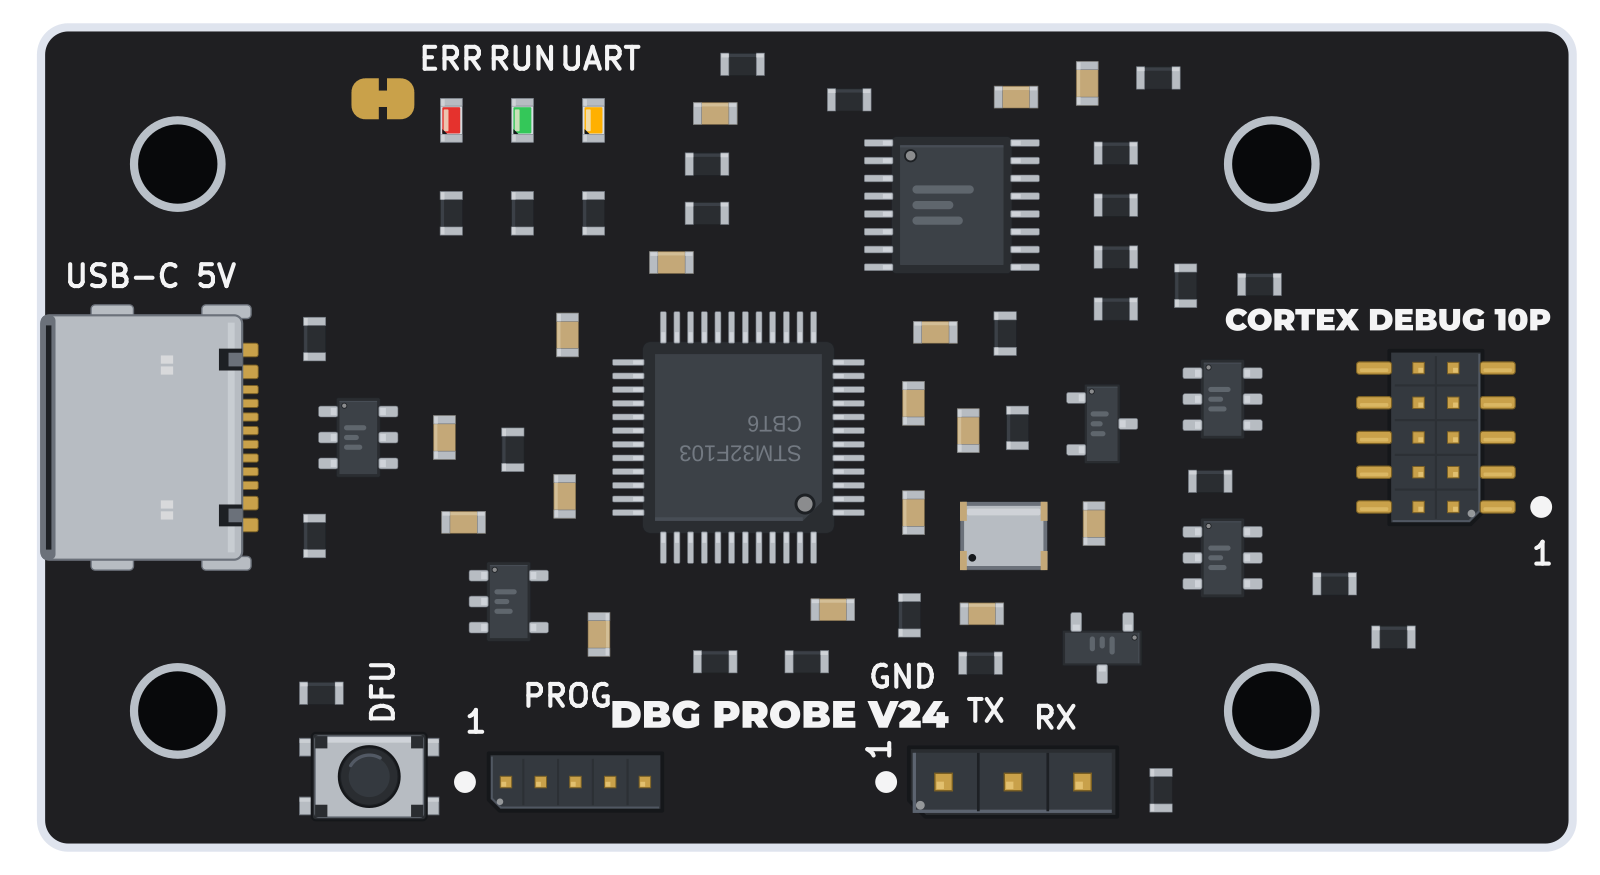 ERR RUN UART
USB-C 5V
CORTEX DEBUG 10P
CBT6
STM32F103
1
DFU
1
PROG
DBG PROBE V24
GND
TX
RX
1